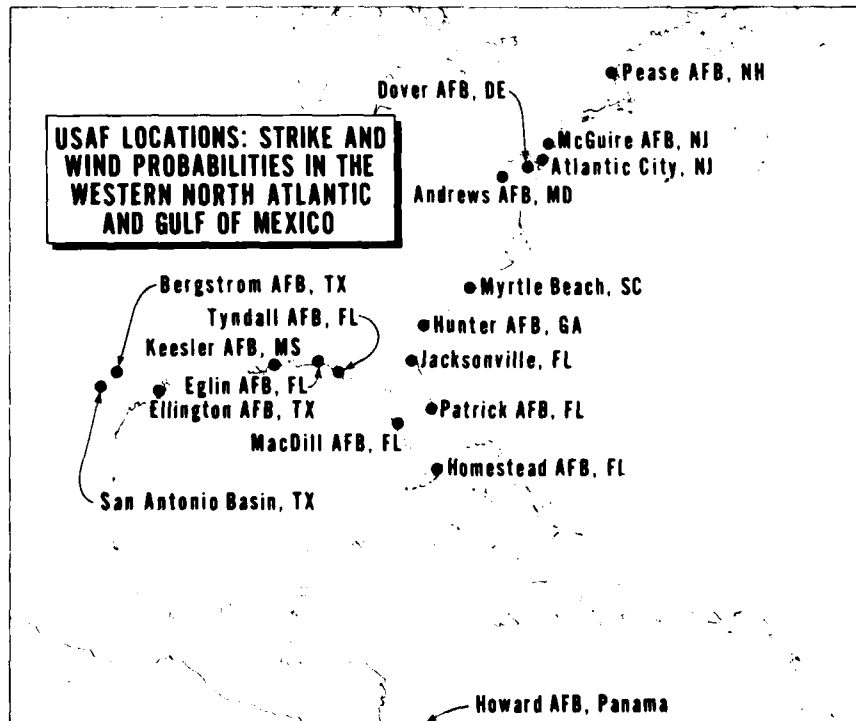 Pease AFB, NH
Dover AFB, DE
USAF LOCATIONS: STRIKE AND
WIND PROBABILITIES IN THE
WESTERN NORTH ATLANTIC
AND GULF OF MEXICO
McGuire AFB, NJ
Atlantic City, NJ
Andrews AFB, MD
Bergstrom AFB, TX
Myrtle Beach, SC
Tyndall AFB, FL
Hunter AFB, GA
Keesler AFB, MS
Jacksonville, FL
Eglin AFB, FL
Ellington AFB, TX
Patrick AFB, FL
MacDill AFB, FL
Homestead AFB, FL
San Antonio Basin, TX
Howard AFB, Panama